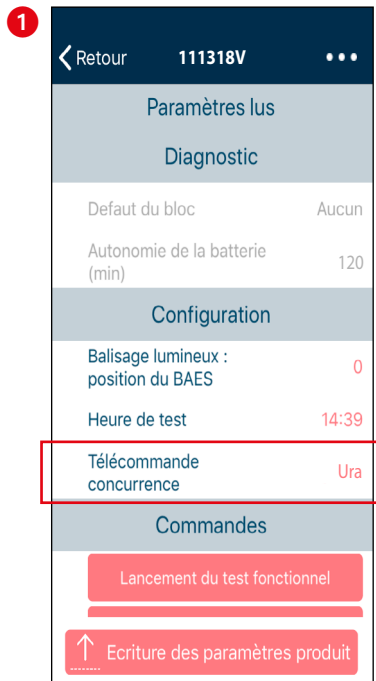 1
Retour 111318V •••
Paramètres lus
Diagnostic
Defaut du bloc Aucun
Autonomie de la batterie
(min) 120
Configuration
Balisage lumineux :
position du BAES 0
Heure de test 14:39
Télécommande
concurrence Ura
Commandes
Lancement du test fonctionnel
Ecriture des paramètres produit